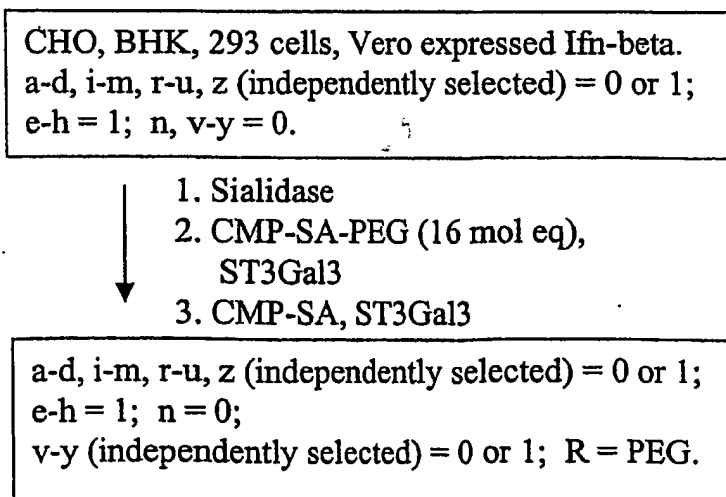 CHO, BHK, 293 cells, Vero expressed Ifn-beta.
a-d, i-m, r-u, z (independently selected) = 0 or 1;
e-h = 1; n, v-y = 0.
1. Sialidase
2. CMP-SA-PEG (16 mol eq),
ST3Gal3
3. CMP-SA, ST3Gal3
a-d, i-m, r-u, z (independently selected) = 0 or 1;
e-h = 1; n = 0;
v-y (independently selected) = 0 or 1; R = PEG.